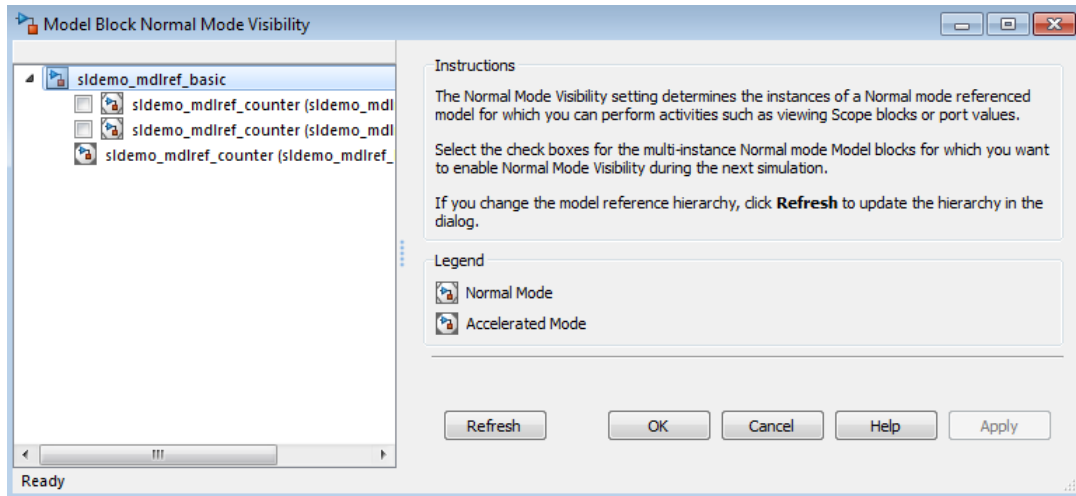 Model Block Normal Mode Visibility
sldemo_mdlref_basic
sldemo_mdlref_counter (sldemo_mdl
sldemo_mdlref_counter (sldemo_mdl
sldemo_mdlref_counter (sldemo_mdlref_
Ready
Instructions
The Normal Mode Visibility setting determines the instances of a Normal mode referenced
model for which you can perform activities such as viewing Scope blocks or port values.
Select the check boxes for the multi-instance Normal mode Model blocks for which you want
to enable Normal Mode Visibility during the next simulation.
If you change the model reference hierarchy, click Refresh to update the hierarchy in the
dialog.
Legend
Normal Mode
Accelerated Mode
Refresh OK Cancel Help Apply